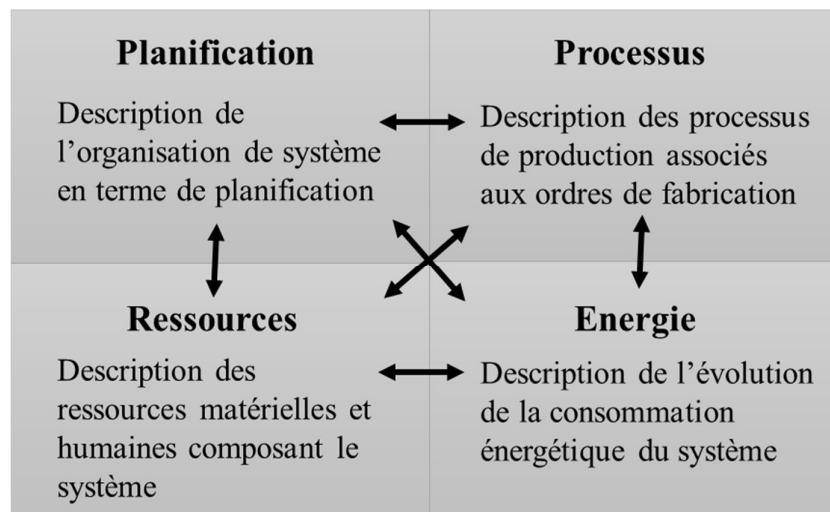 Planification
Description de
l’organisation de système
en terme de planification
Processus
Description des processus
de production associés
aux ordres de fabrication
Ressources
Description des
ressources matérielles et
humaines composant le
système
Energie
Description de l’évolution
de la consommation
énergétique du système